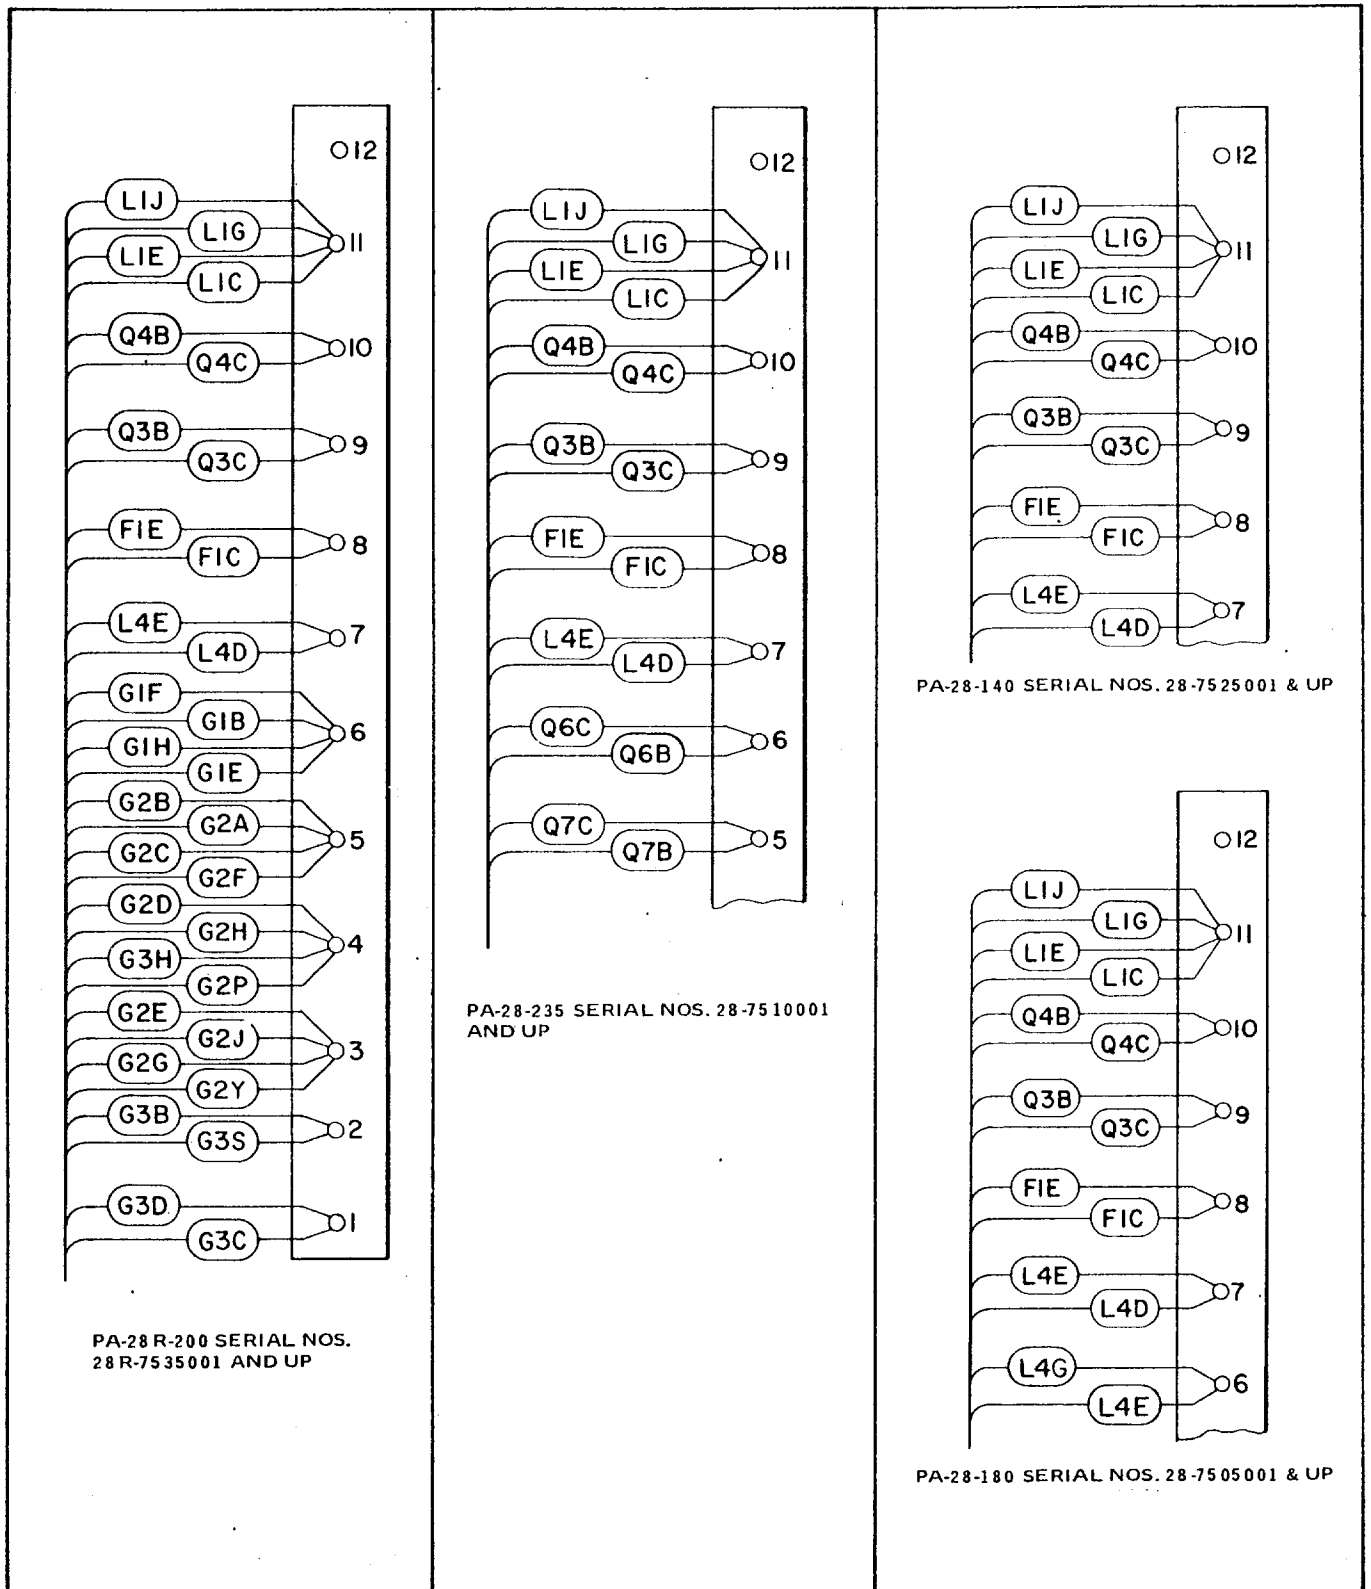 12
L1J
L1G
11
L1E
L1C
Q4B
10
Q4C
Q3B
9
Q3C
F1E
8
F1C
L4E
7
L4D
G1F
G1B
6
G1H
G1E
G2B
G2A
5
G2C
G2F
G2D
G2H
4
G3H
G2P
G2E
G2J
3
G2G
G2Y
G3B
2
G3S
G3D
1
G3C
PA-28R-200 SERIAL NOS.
28R-7535001 AND UP
12
L1J
L1G
11
L1E
L1C
Q4B
10
Q4C
Q3B
9
Q3C
F1E
8
F1C
L4E
7
L4D
Q6C
6
Q6B
Q7C
5
Q7B
PA-28-235 SERIAL NOS. 28-7510001
AND UP
12
L1J
L1G
11
L1E
L1C
Q4B
10
Q4C
Q3B
9
Q3C
F1E
8
F1C
L4E
7
L4D
PA-28-140 SERIAL NOS. 28-7525001 & UP
12
L1J
L1G
11
L1E
L1C
Q4B
10
Q4C
Q3B
9
Q3C
F1E
8
F1C
L4E
7
L4D
L4G
6
L4E
PA-28-180 SERIAL NOS. 28-7505001 & UP